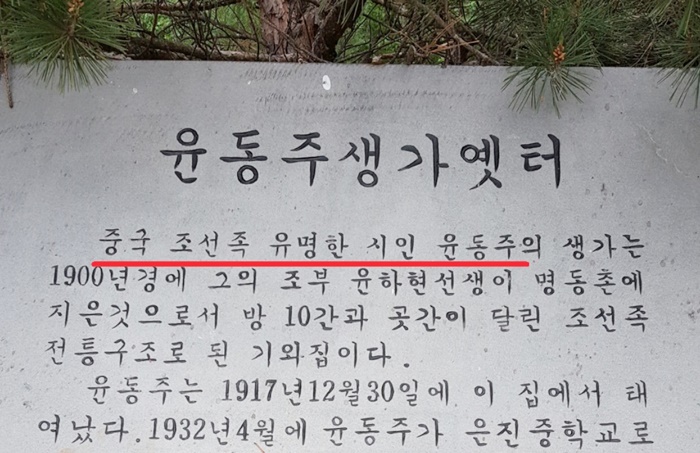 윤동주생가옛터
중국 조선족 유명한 시인 윤동주의 생가는
1900년경에 그의 조부 윤하현선생이 명동촌에
지은것으로서 방 10간과 곳간이 달린 조선족
전통구조로 된 기와집이다.
윤동주는 1917년12월30일에 이 집에서 태
여났다.1932년4월에 윤동주가 은진중학교로